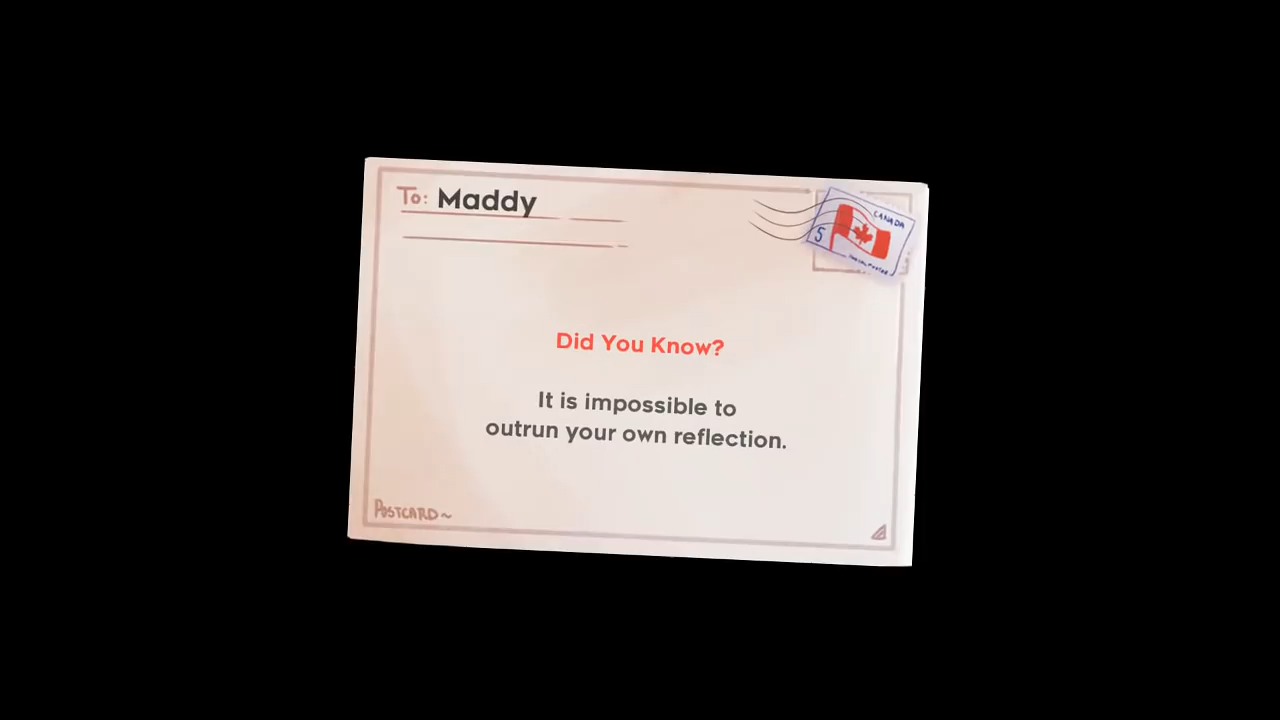 To: Maddy
CANADA
5
Did You Know?
It is impossible to
outrun your own reflection.
POSTCARD~